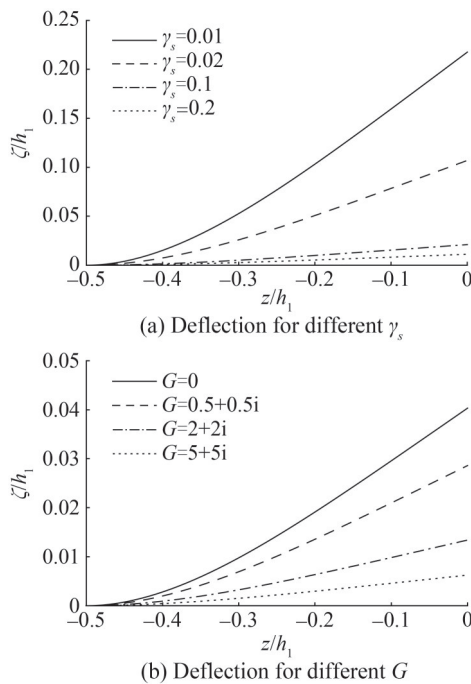 0.25
0.20
0.15
0.10
0.05
0
ζ/h₁
γₛ=0.01
γₛ=0.02
γₛ=0.1
γₛ=0.2
–0.5 –0.4 –0.3 –0.2 –0.1 0
z/h₁
(a) Deflection for different γₛ
0.05
0.04
0.03
0.02
0.01
0
ζ/h₁
G=0
G=0.5+0.5i
G=2+2i
G=5+5i
–0.5 –0.4 –0.3 –0.2 –0.1 0
z/h₁
(b) Deflection for different G